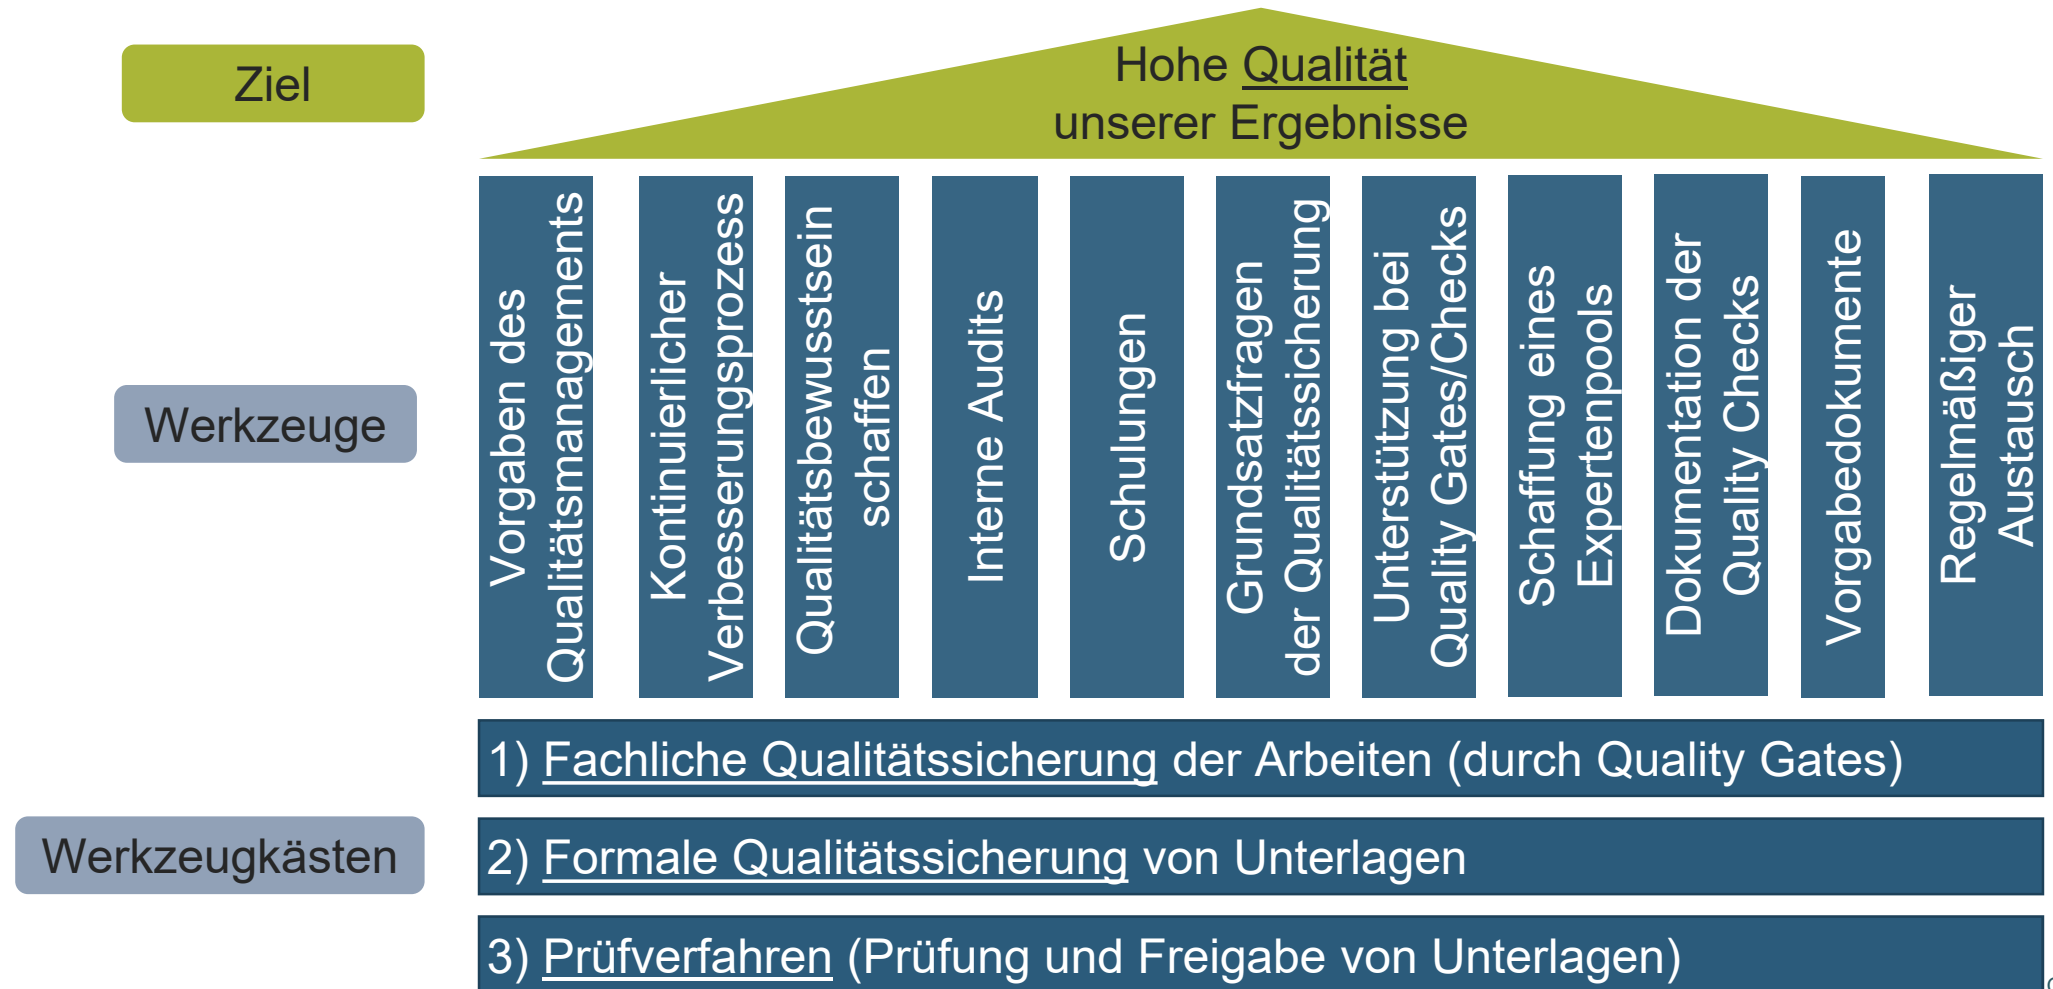 Ziel
Hohe Qualität
unserer Ergebnisse
Werkzeuge
Vorgaben des
Qualitätsmanagements
Kontinuierlicher
Verbesserungsprozess
Qualitätsbewusstsein
schaffen
Interne Audits
Schulungen
Grundsatzfragen
der Qualitätssicherung
Unterstützung bei
Quality Gates/Checks
Schaffung eines
Expertenpools
Dokumentation der
Quality Checks
Vorgabedokumente
Regelmäßiger
Austausch
Werkzeugkästen
1) Fachliche Qualitätssicherung der Arbeiten (durch Quality Gates)
2) Formale Qualitätssicherung von Unterlagen
3) Prüfverfahren (Prüfung und Freigabe von Unterlagen)